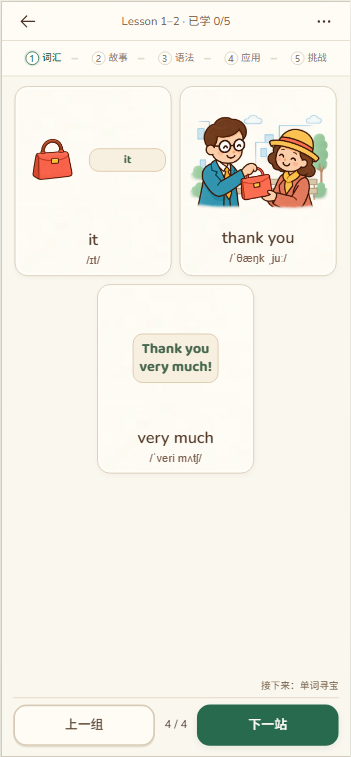 Lesson 1–2 · 已学 0/5
1 词汇 – 2 故事 – 3 语法 – 4 应用 – 5 挑战
it
it
/ɪt/
thank you
/ˈθæŋk ˌjuː/
Thank you
very much!
very much
/ˈveri mʌtʃ/
接下来：单词寻宝
上一组
4 / 4
下一站